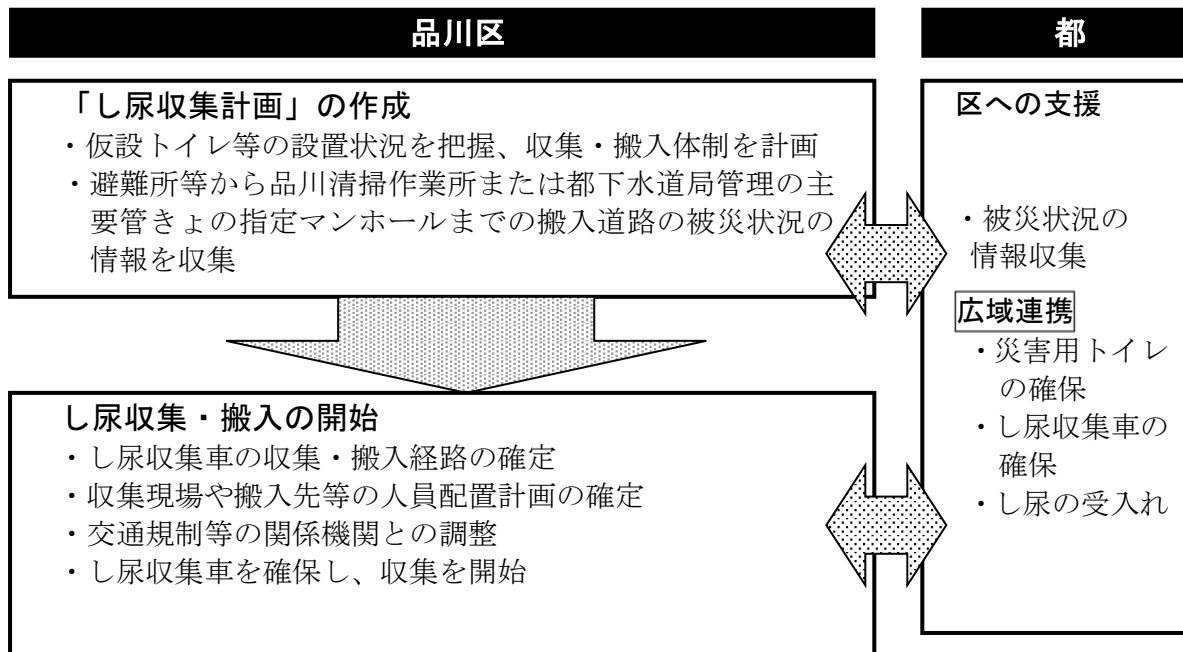 品川区
「し尿収集計画」の作成
・仮設トイレ等の設置状況を把握、収集・搬入体制を計画
・避難所等から品川清掃作業所または都下水道局管理の主
要管きょの指定マンホールまでの搬入道路の被災状況の
情報を収集
し尿収集・搬入の開始
・し尿収集車の収集・搬入経路の確定
・収集現場や搬入先等の人員配置計画の確定
・交通規制等の関係機関との調整
・し尿収集車を確保し、収集を開始
都
区への支援
・被災状況の
情報収集
広域連携
・災害用トイレ
の確保
・し尿収集車の
確保
・し尿の受入れ